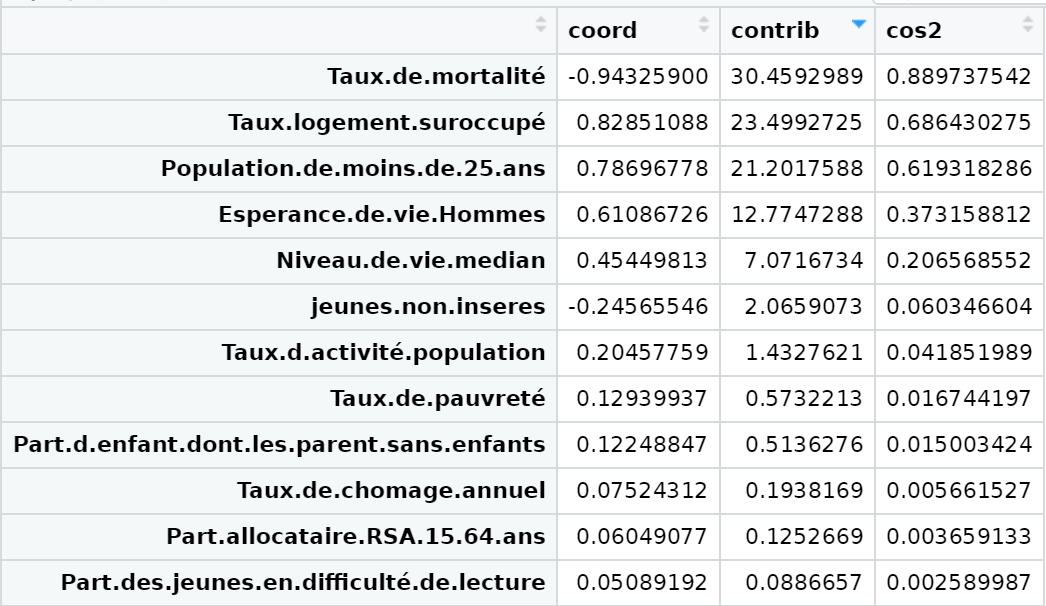 coord contrib cos2
Taux.de.mortalité -0.94325900 30.4592989 0.889737542
Taux.logement.suroccupé 0.82851088 23.4992725 0.686430275
Population.de.moins.de.25.ans 0.78696778 21.2017588 0.619318286
Esperance.de.vie.Hommes 0.61086726 12.7747288 0.373158812
Niveau.de.vie.median 0.45449813 7.0716734 0.206568552
jeunes.non.inseres -0.24565546 2.0659073 0.060346604
Taux.d.activité.population 0.20457759 1.4327621 0.041851989
Taux.de.pauvreté 0.12939937 0.5732213 0.016744197
Part.d.enfant.dont.les.parent.sans.enfants 0.12248847 0.5136276 0.015003424
Taux.de.chomage.annuel 0.07524312 0.1938169 0.005661527
Part.allocataire.RSA.15.64.ans 0.06049077 0.1252669 0.003659133
Part.des.jeunes.en.difficulté.de.lecture 0.05089192 0.0886657 0.002589987